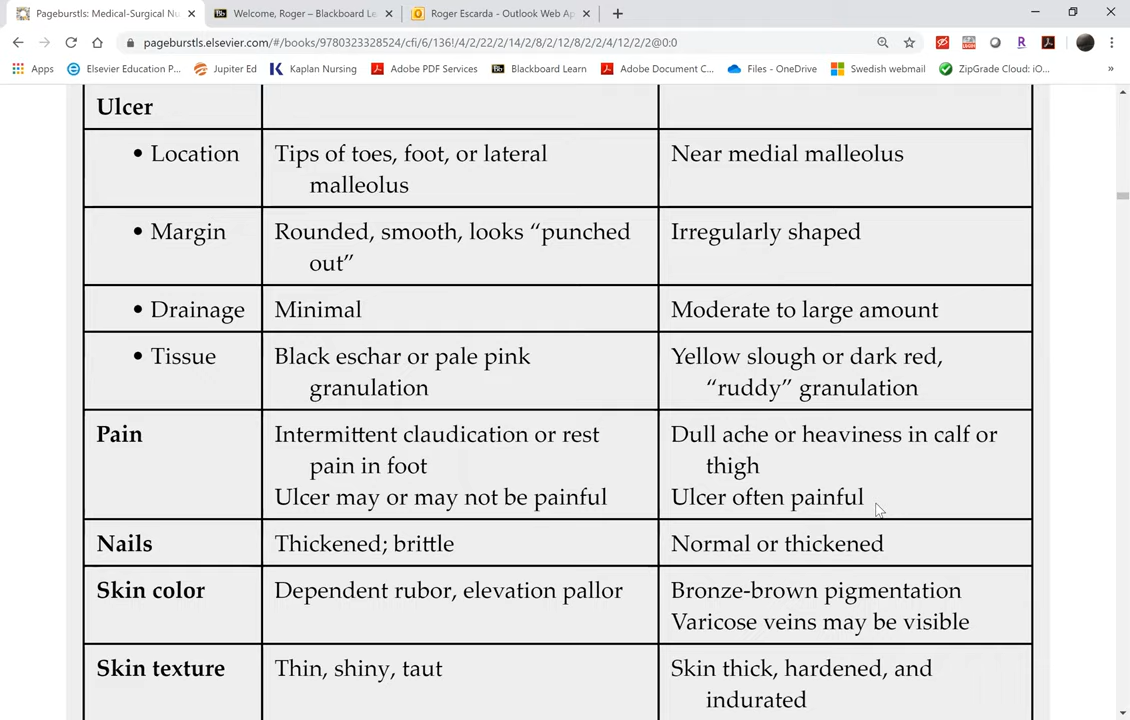 Pageburstls: Medical-Surgical Nu
Welcome, Roger – Blackboard Le
Roger Escarda - Outlook Web Ap
pageburstls.elsevier.com/#/books/9780323328524/cfi/6/136!/4/2/22/2/14/2/8/2/12/8/2/2/4/12/2/2@0:0
Apps
Elsevier Education P...
Jupiter Ed
Kaplan Nursing
Adobe PDF Services
Blackboard Learn
Adobe Document C...
Files - OneDrive
Swedish webmail
ZipGrade Cloud: iO...
»
Ulcer
• Location
Tips of toes, foot, or lateral
malleolus
Near medial malleolus
• Margin
Rounded, smooth, looks “punched
out”
Irregularly shaped
• Drainage
Minimal
Moderate to large amount
• Tissue
Black eschar or pale pink
granulation
Yellow slough or dark red,
“ruddy” granulation
Pain
Intermittent claudication or rest
pain in foot
Ulcer may or may not be painful
Dull ache or heaviness in calf or
thigh
Ulcer often painful
Nails
Thickened; brittle
Normal or thickened
Skin color
Dependent rubor, elevation pallor
Bronze-brown pigmentation
Varicose veins may be visible
Skin texture
Thin, shiny, taut
Skin thick, hardened, and
indurated